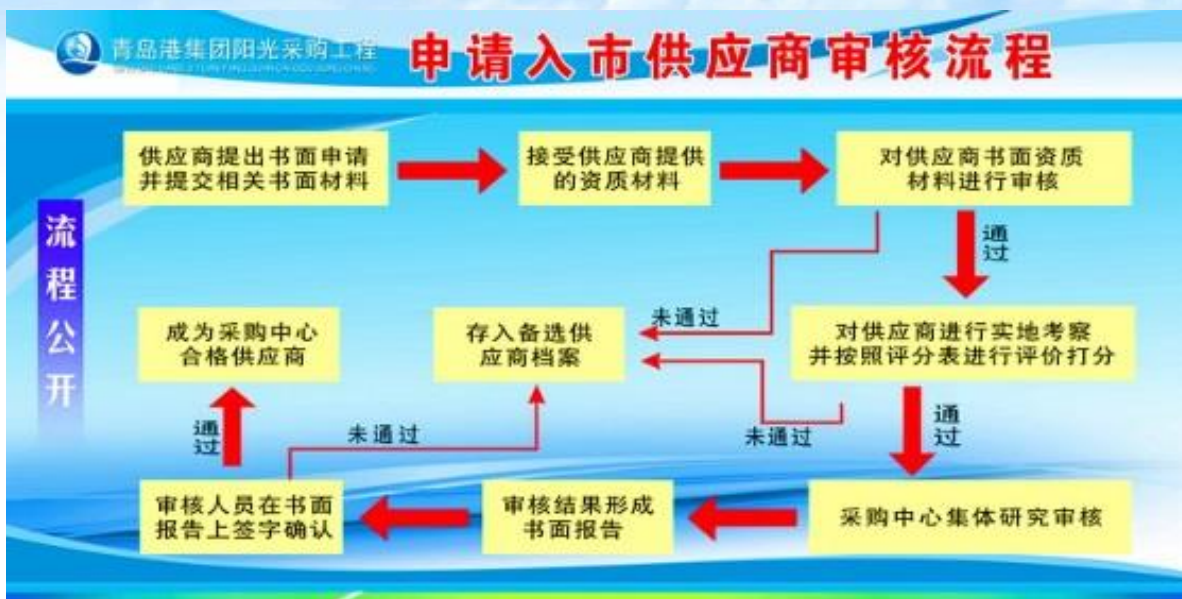 青岛港集团阳光采购工程
申请入市供应商审核流程
流程公开
供应商提出书面申请
并提交相关书面材料
接受供应商提供
的资质材料
对供应商书面资质
材料进行审核
通过
未通过
对供应商进行实地考察
并按照评分表进行评价打分
通过
未通过
采购中心集体研究审核
审核结果形成
书面报告
审核人员在书面
报告上签字确认
通过
未通过
成为采购中心
合格供应商
存入备选供
应商档案